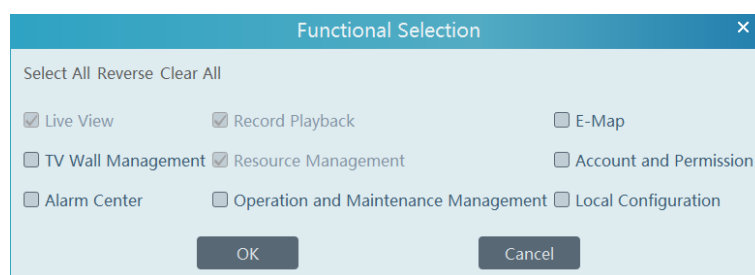 Functional Selection
Select All Reverse Clear All
Live View Record Playback E-Map
TV Wall Management Resource Management Account and Permission
Alarm Center Operation and Maintenance Management Local Configuration
OK Cancel